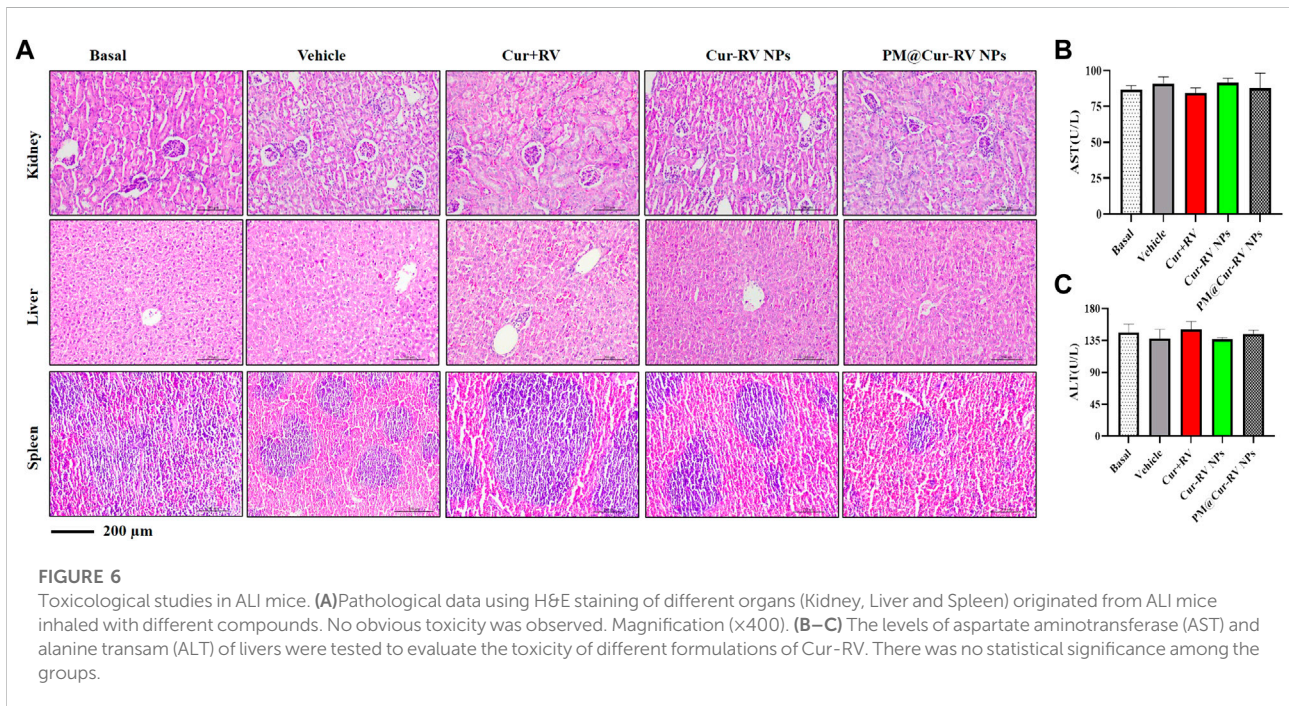 A
Basal
Vehicle
Cur+RV
Cur-RV NPs
PM@Cur-RV NPs
Kidney
Liver
Spleen
200 µm
B
AST(U/L)
100
75
50
25
0
Basal
Vehicle
Cur+RV
Cur-RV NPs
PM@Cur-RV NPs
C
ALT(U/L)
180
135
90
45
0
Basal
Vehicle
Cur+RV
Cur-RV NPs
PM@Cur-RV NPs
FIGURE 6
Toxicological studies in ALI mice. (A)Pathological data using H&E staining of different organs (Kidney, Liver and Spleen) originated from ALI mice
inhaled with different compounds. No obvious toxicity was observed. Magnification (×400). (B–C) The levels of aspartate aminotransferase (AST) and
alanine transam (ALT) of livers were tested to evaluate the toxicity of different formulations of Cur-RV. There was no statistical significance among the
groups.